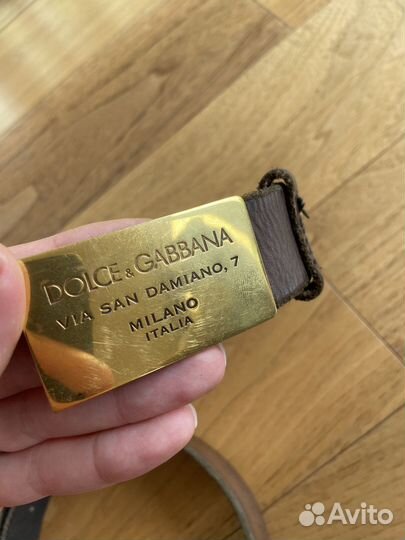 DOLCE & GABBANA
VIA SAN DAMIANO, 7
MILANO
ITALIA
Avito